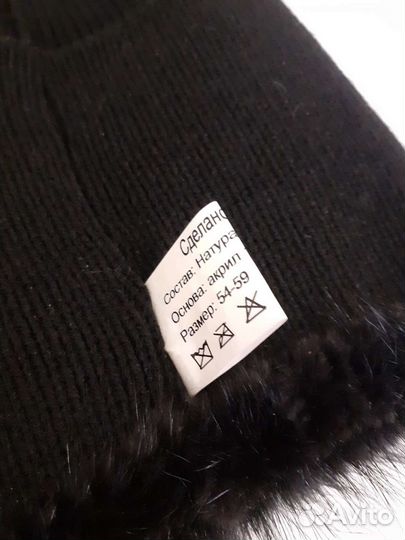 Сделано
Состав: Натура
Основа: акрил
Размер: 54-59
Avito